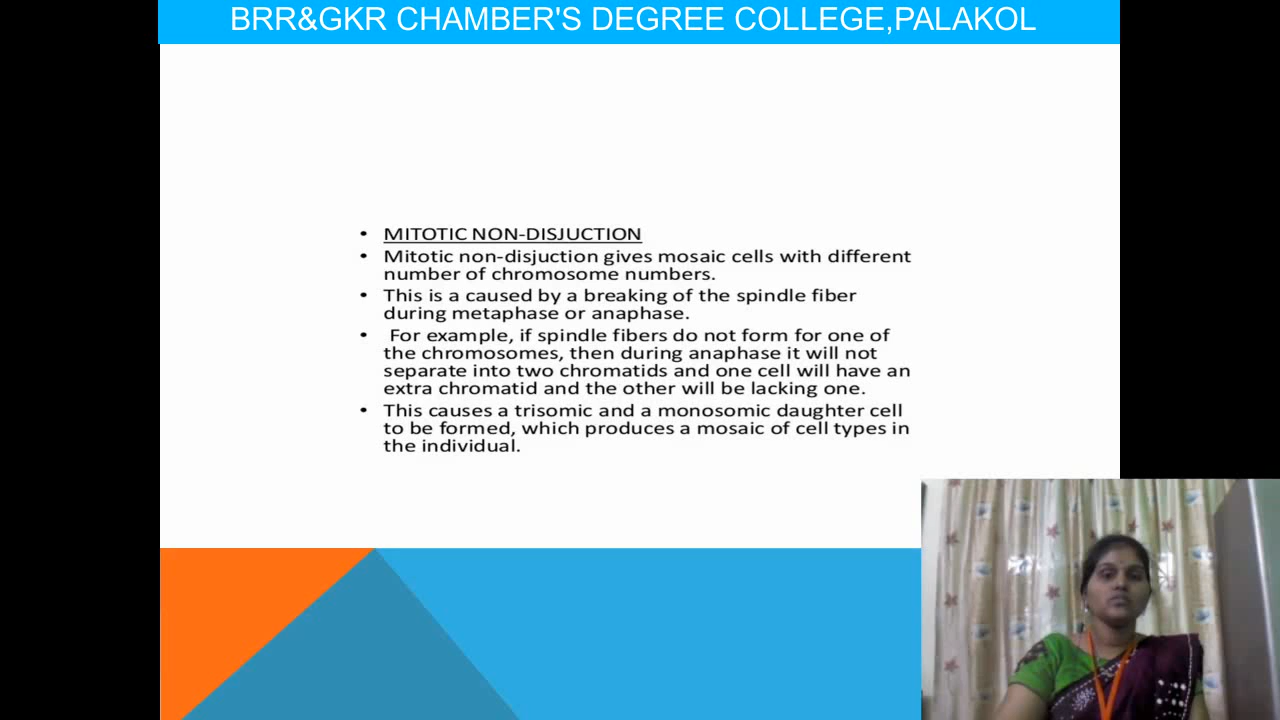 BRR&GKR CHAMBER'S DEGREE COLLEGE,PALAKOL
• MITOTIC NON-DISJUCTION
• Mitotic non-disjuction gives mosaic cells with different
number of chromosome numbers.
• This is a caused by a breaking of the spindle fiber
during metaphase or anaphase.
• For example, if spindle fibers do not form for one of
the chromosomes, then during anaphase it will not
separate into two chromatids and one cell will have an
extra chromatid and the other will be lacking one.
• This causes a trisomic and a monosomic daughter cell
to be formed, which produces a mosaic of cell types in
the individual.